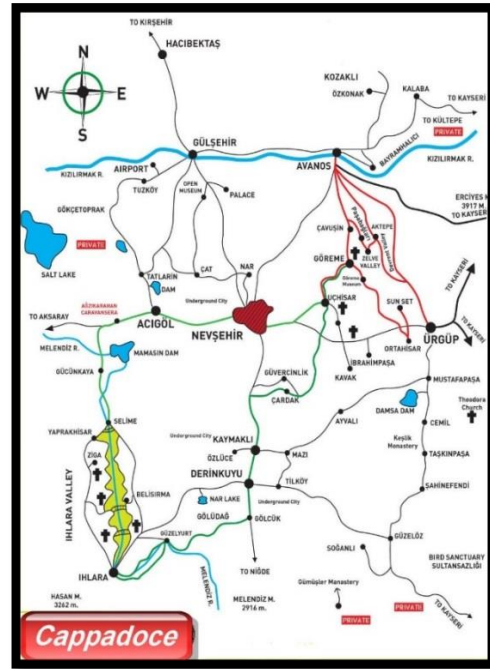 TO KIRŞEHİR
HACIBEKTAŞ
N
W
E
S
KOZAKLI
ÖZKONAK
KALABA
TO KAYSERİ
TO KÜLTEPE
PRIVATE
GÜLŞEHİR
AVANOS
BAYRAMHACILI
KIZILIRMAK R.
AIRPORT
KIZILIRMAK R.
TUZKÖY
OPEN
MUSEUM
PALACE
ERCİYES M.
3917 M.
TO KAYSERİ
GÖKÇETOPRAK
PRIVATE
SALT LAKE
ÇAVUŞİN
Paşabağları
AKTEPE
ZELVE
VALLEY
Devrent Valley
GÖREME
Göreme
Museum
TATLARİN
DAM
ÇAT
NAR
TO KAYSERİ
UÇHİSAR
SUN SET
AĞZIKARAHAN
CARAVANSERA
Underground City
TO AKSARAY
ACIGÖL
NEVŞEHİR
ÜRGÜP
TO KAYSERİ
ORTAHİSAR
MELENDİZ R.
MAMASIN DAM
İBRAHİMPAŞA
KAVAK
GÜCÜNKAYA
GÜVERCİNLİK
ÇARDAK
MUSTAFAPAŞA
DAMSA DAM
Theodora
Church
SELİME
YAPRAKHİSAR
AYVALI
CEMİL
Underground City
KAYMAKLI
ÖZLÜCE
MAZI
Keşlik
Monastery
ZIGA
DERİNKUYU
TAŞKINPAŞA
TİLKÖY
BELİSIRMA
NAR LAKE
Underground City
SAHİNEFENDİ
IHLARA VALLEY
GÖLÜDAĞ
GÖLCÜK
GÜZELYURT
GÜZELÖZ
SOĞANLI
BIRD SANCTUARY
SULTANSAZLIĞI
IHLARA
TO NİĞDE
HASAN M.
3262 m.
MELENDİZ R.
MELENDİZ M.
2916 m.
Gümüşler Monastery
PRIVATE
PRIVATE
TO KAYSERİ
Cappadoce